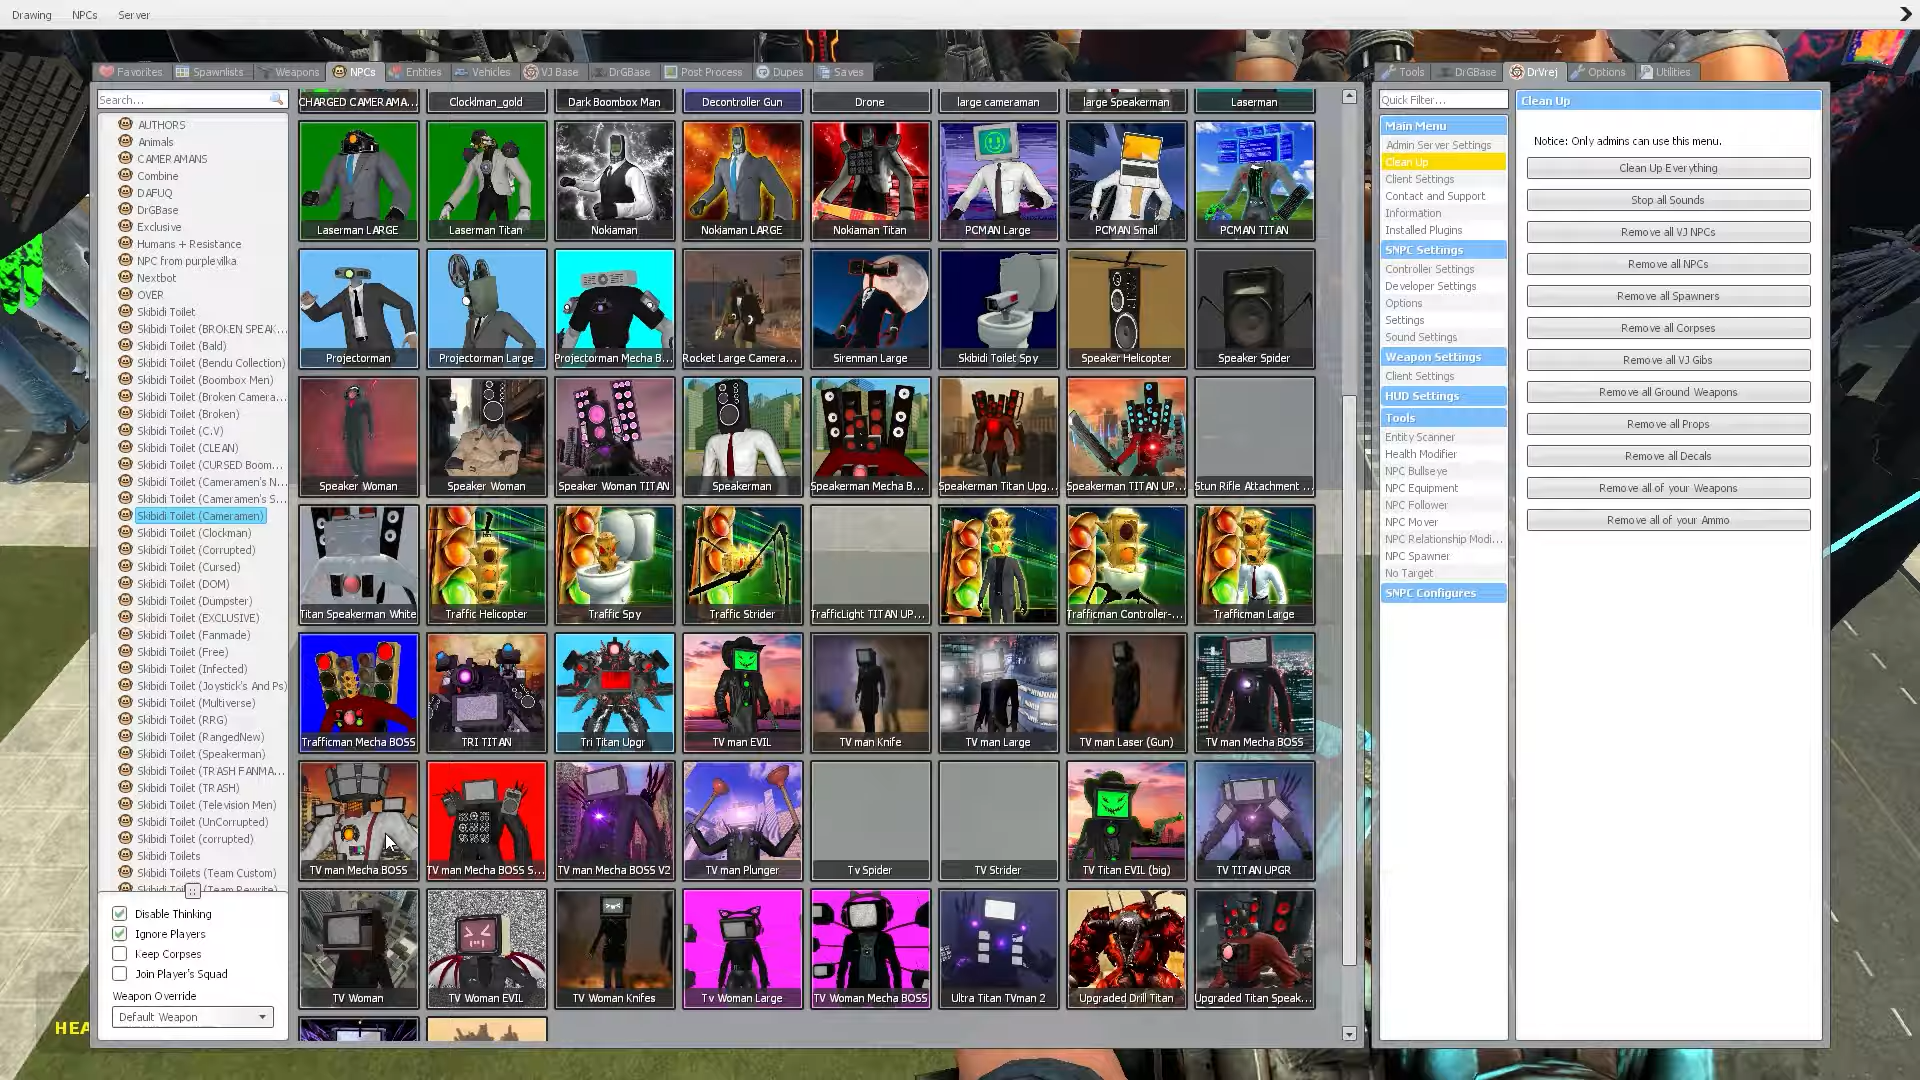 Drawing NPCs Server
Favorites Spawnlists Weapons NPCs Entities Vehicles VJ Base DrGBase Post Process Dupes Saves
Tools DrGBase DrVrej Options Utilities
Search...
AUTHORS
Animals
CAMERAMANS
Combine
DAFUQ
DrGBase
Exclusive
Humans + Resistance
NPC from purplevilka
Nextbot
OVER
Skibidi Toilet
Skibidi Toilet (BROKEN SPEAK...
Skibidi Toilet (Bald)
Skibidi Toilet (Bendu Collection)
Skibidi Toilet (Boombox Men)
Skibidi Toilet (Broken Camera...
Skibidi Toilet (Broken)
Skibidi Toilet (C.V)
Skibidi Toilet (CLEAN)
Skibidi Toilet (CURSED Boom...
Skibidi Toilet (Cameramen's N...
Skibidi Toilet (Cameramen's S...
Skibidi Toilet (Cameramen)
Skibidi Toilet (Clockman)
Skibidi Toilet (Corrupted)
Skibidi Toilet (Cursed)
Skibidi Toilet (DOM)
Skibidi Toilet (Dumpster)
Skibidi Toilet (EXCLUSIVE)
Skibidi Toilet (Fanmade)
Skibidi Toilet (Free)
Skibidi Toilet (Infected)
Skibidi Toilet (Joystick's And Ps)
Skibidi Toilet (Multiverse)
Skibidi Toilet (RRG)
Skibidi Toilet (RangedNew)
Skibidi Toilet (Speakerman)
Skibidi Toilet (TRASH FANMA...
Skibidi Toilet (TRASH)
Skibidi Toilet (Television Men)
Skibidi Toilet (UnCorrupted)
Skibidi Toilet (corrupted)
Skibidi Toilets
Skibidi Toilets (Team Custom)
Disable Thinking
Ignore Players
Keep Corpses
Join Player's Squad
Weapon Override
Default Weapon
HEA
CHARGED CAMERAMA... Clocklman_gold Dark Boombox Man Decontroller Gun Drone large cameraman large Speakerman Laserman
Laserman LARGE Laserman Titan Nokiaman Nokiaman LARGE Nokiaman Titan PCMAN Large PCMAN Small PCMAN TITAN
Projectorman Projectorman Large Projectorman Mecha B... Rocket Large Camera... Sirenman Large Skibidi Toilet Spy Speaker Helicopter Speaker Spider
Speaker Woman Speaker Woman Speaker Woman TITAN Speakerman Speakerman Mecha B... Speakerman Titan Upg... Speakerman TITAN UP... Stun Rifle Attachment ...
Titan Speakerman White Traffic Helicopter Traffic Spy Traffic Strider TrafficLight TITAN UP... Trafficman Controller-... Trafficman Large
Trafficman Mecha BOSS TRI TITAN Tri Titan Upgr TV man EVIL TV man Knife TV man Large TV man Laser (Gun) TV man Mecha BOSS
TV man Mecha BOSS TV man Mecha BOSS S... TV man Mecha BOSS V2 TV man Plunger Tv Spider TV Strider TV Titan EVIL (big) TV TITAN UPGR
TV Woman TV Woman EVIL TV Woman Knifes Tv Woman Large TV Woman Mecha BOSS Ultra Titan TVman 2 Upgraded Drill Titan Upgraded Titan Speak...
Quick Filter...
Main Menu
Admin Server Settings
Clean Up
Client Settings
Contact and Support
Information
Installed Plugins
SNPC Settings
Controller Settings
Developer Settings
Options
Settings
Sound Settings
Weapon Settings
Client Settings
HUD Settings
Tools
Entity Scanner
Health Modifier
NPC Bullseye
NPC Equipment
NPC Follower
NPC Mover
NPC Relationship Modi...
NPC Spawner
No Target
SNPC Configures
Clean Up
Notice: Only admins can use this menu.
Clean Up Everything
Stop all Sounds
Remove all VJ NPCs
Remove all NPCs
Remove all Spawners
Remove all Corpses
Remove all VJ Gibs
Remove all Ground Weapons
Remove all Props
Remove all Decals
Remove all of your Weapons
Remove all of your Ammo